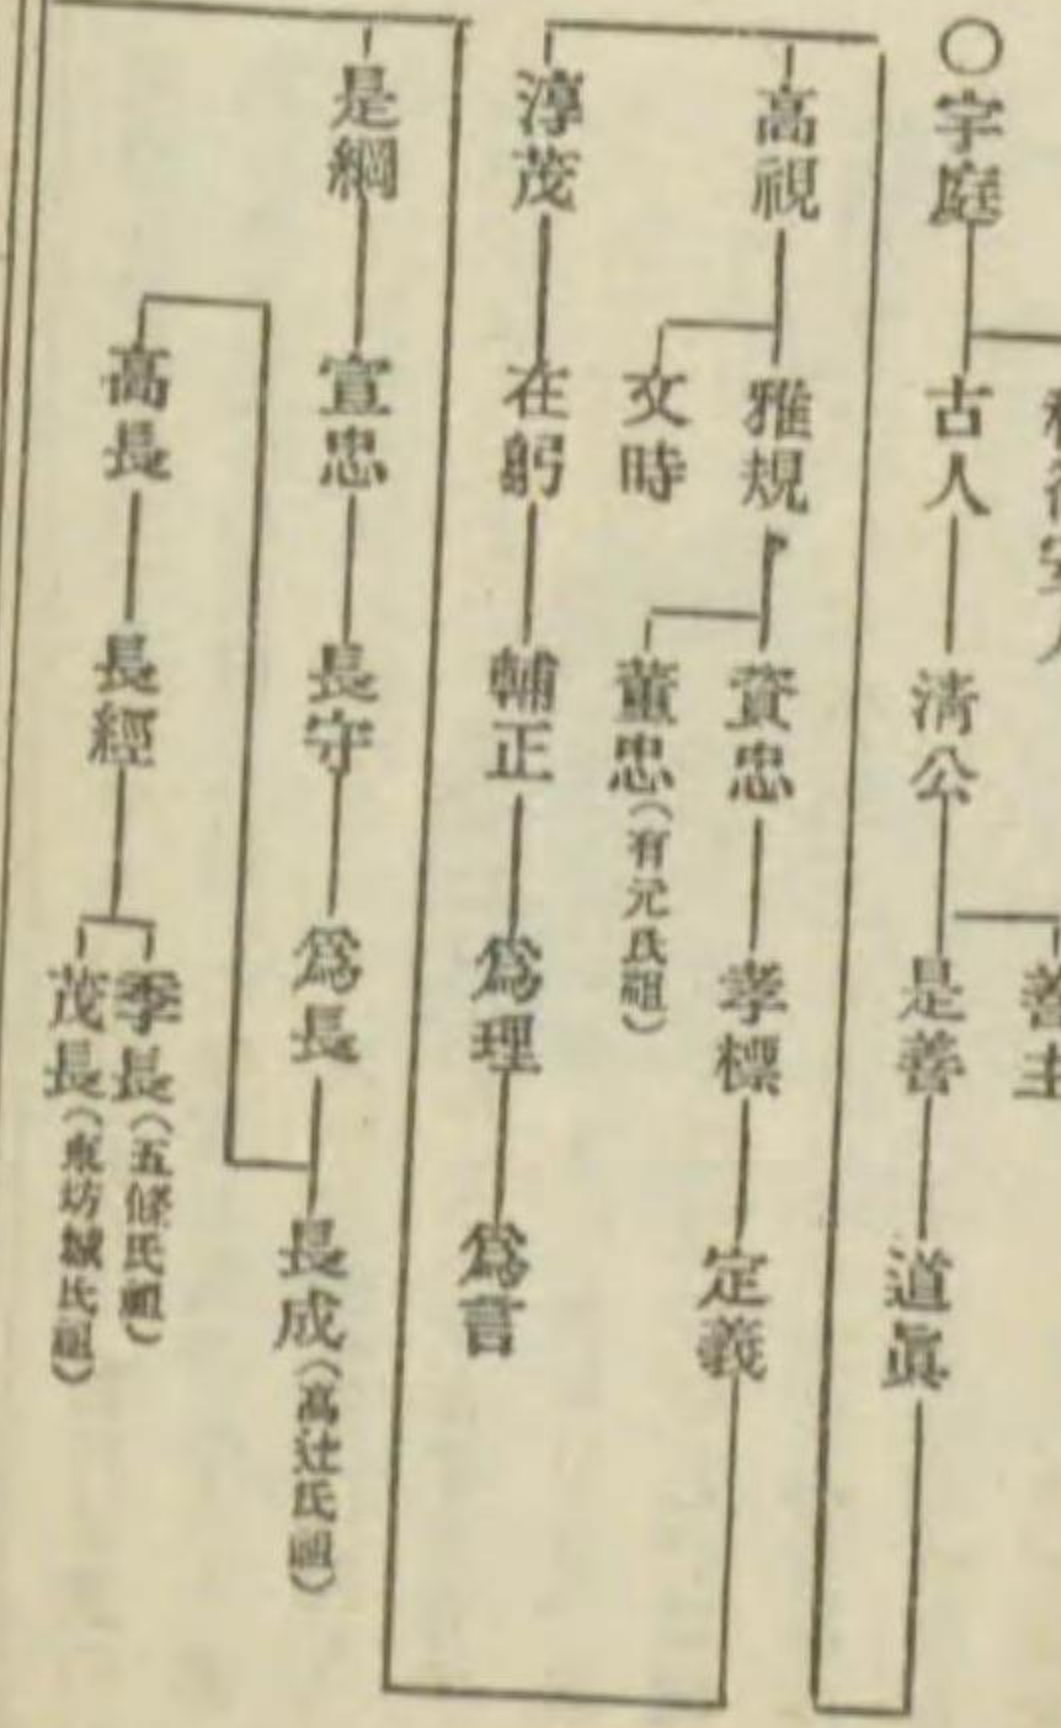 ○宇庭
古人
清公
善主
是善
道眞
高視
雅規
文時
資忠
董忠(有元氏祖)
孝標
定義
淳茂
在躬
輔正
爲理
爲言
是綱
宣忠
長守
爲長
長成(高辻氏祖)
高長
長經
季長(五條氏祖)
茂長(東坊城氏祖)